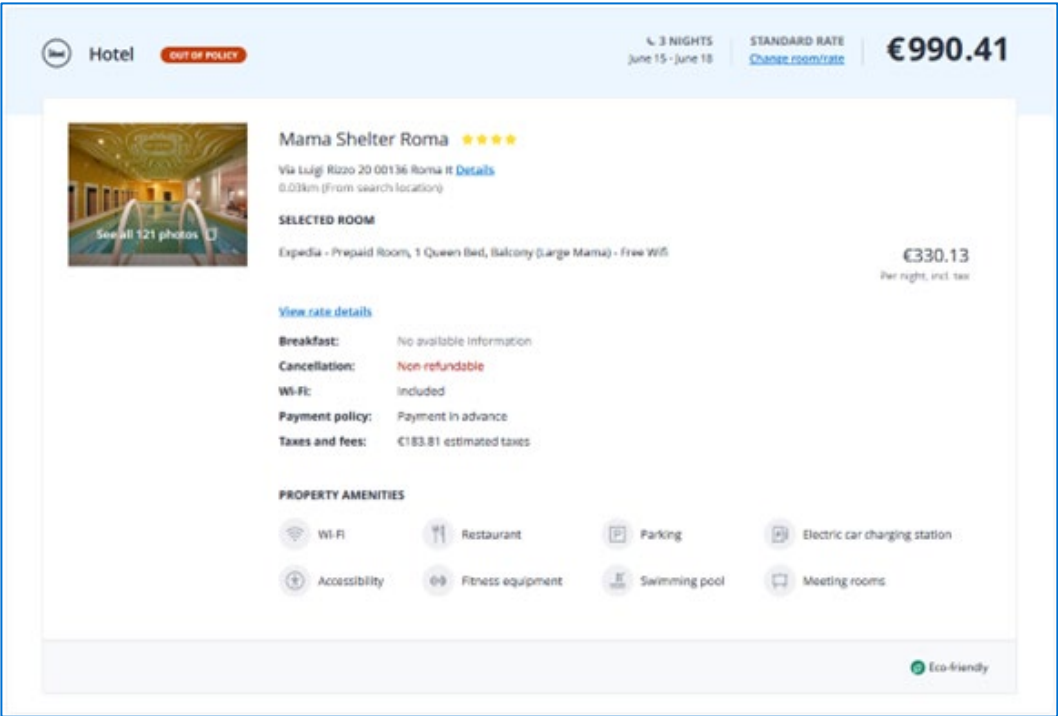 Hotel
OUT OF POLICY
3 NIGHTS
June 15 - June 18
STANDARD RATE
Change room/rate
€990.41
See all 121 photos
Mama Shelter Roma
Via Luigi Rizzo 20 00136 Roma It Details
0.03km (From search location)
SELECTED ROOM
Expedia - Prepaid Room, 1 Queen Bed, Balcony (Large Mama) - Free Wifi
€330.13
Per night, incl. tax
View rate details
Breakfast: No available information
Cancellation: Non-refundable
Wi-Fi: Included
Payment policy: Payment in advance
Taxes and fees: €183.81 estimated taxes
PROPERTY AMENITIES
Wi-Fi
Restaurant
Parking
Electric car charging station
Accessibility
Fitness equipment
Swimming pool
Meeting rooms
Eco-friendly